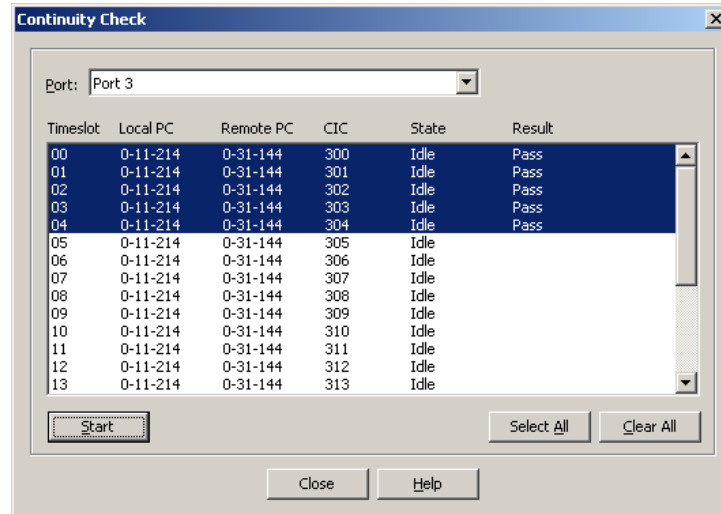 Continuity Check
Port: Port 3
Timeslot Local PC Remote PC CIC State Result
00 0-11-214 0-31-144 300 Idle Pass
01 0-11-214 0-31-144 301 Idle Pass
02 0-11-214 0-31-144 302 Idle Pass
03 0-11-214 0-31-144 303 Idle Pass
04 0-11-214 0-31-144 304 Idle Pass
05 0-11-214 0-31-144 305 Idle
06 0-11-214 0-31-144 306 Idle
07 0-11-214 0-31-144 307 Idle
08 0-11-214 0-31-144 308 Idle
09 0-11-214 0-31-144 309 Idle
10 0-11-214 0-31-144 310 Idle
11 0-11-214 0-31-144 311 Idle
12 0-11-214 0-31-144 312 Idle
13 0-11-214 0-31-144 313 Idle
Start Select All Clear All
Close Help